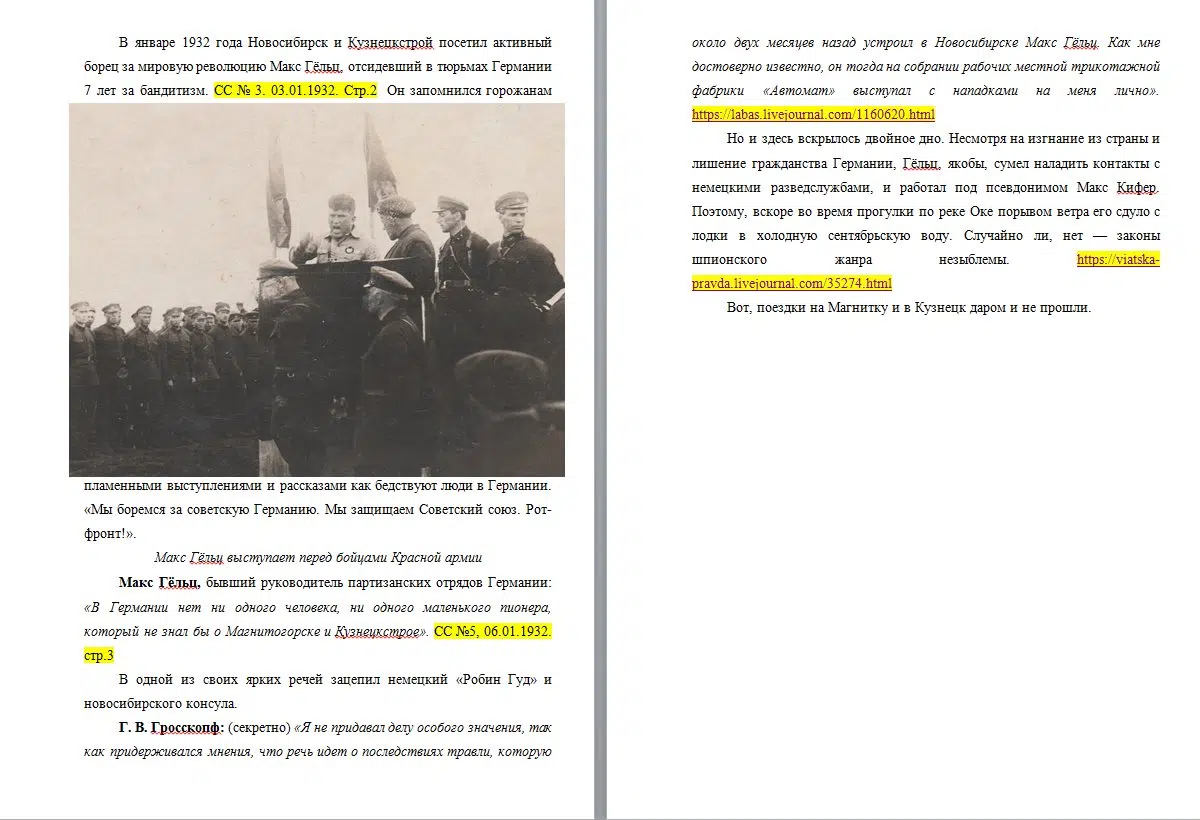 В январе 1932 года Новосибирск и Кузнецкстрой посетил активный
борец за мировую революцию Макс Гёльц, отсидевший в тюрьмах Германии
7 лет за бандитизм. СС № 3. 03.01.1932. Стр.2 Он запомнился горожанам
пламенными выступлениями и рассказами как бедствуют люди в Германии.
«Мы боремся за советскую Германию. Мы защищаем Советский союз. Рот-
фронт!».
Макс Гёльц выступает перед бойцами Красной армии
Макс Гёльц, бывший руководитель партизанских отрядов Германии:
«В Германии нет ни одного человека, ни одного маленького пионера,
который не знал бы о Магнитогорске и Кузнецкстрое». СС №5, 06.01.1932.
стр.3
В одной из своих ярких речей зацепил немецкий «Робин Гуд» и
новосибирского консула.
Г. В. Гросскопф: (секретно) «Я не придавал делу особого значения, так
как придерживался мнения, что речь идет о последствиях травли, которую
около двух месяцев назад устроил в Новосибирске Макс Гёльц. Как мне
достоверно известно, он тогда на собрании рабочих местной трикотажной
фабрики «Автомат» выступал с нападками на меня лично».
https://labas.livejournal.com/1160620.html
Но и здесь вскрылось двойное дно. Несмотря на изгнание из страны и
лишение гражданства Германии, Гёльц, якобы, сумел наладить контакты с
немецкими разведслужбами, и работал под псевдонимом Макс Кифер.
Поэтому, вскоре во время прогулки по реке Оке порывом ветра его сдуло с
лодки в холодную сентябрьскую воду. Случайно ли, нет — законы
шпионского жанра незыблемы. https://viatska-
pravda.livejournal.com/35274.html
Вот, поездки на Магнитку и в Кузнецк даром и не прошли.